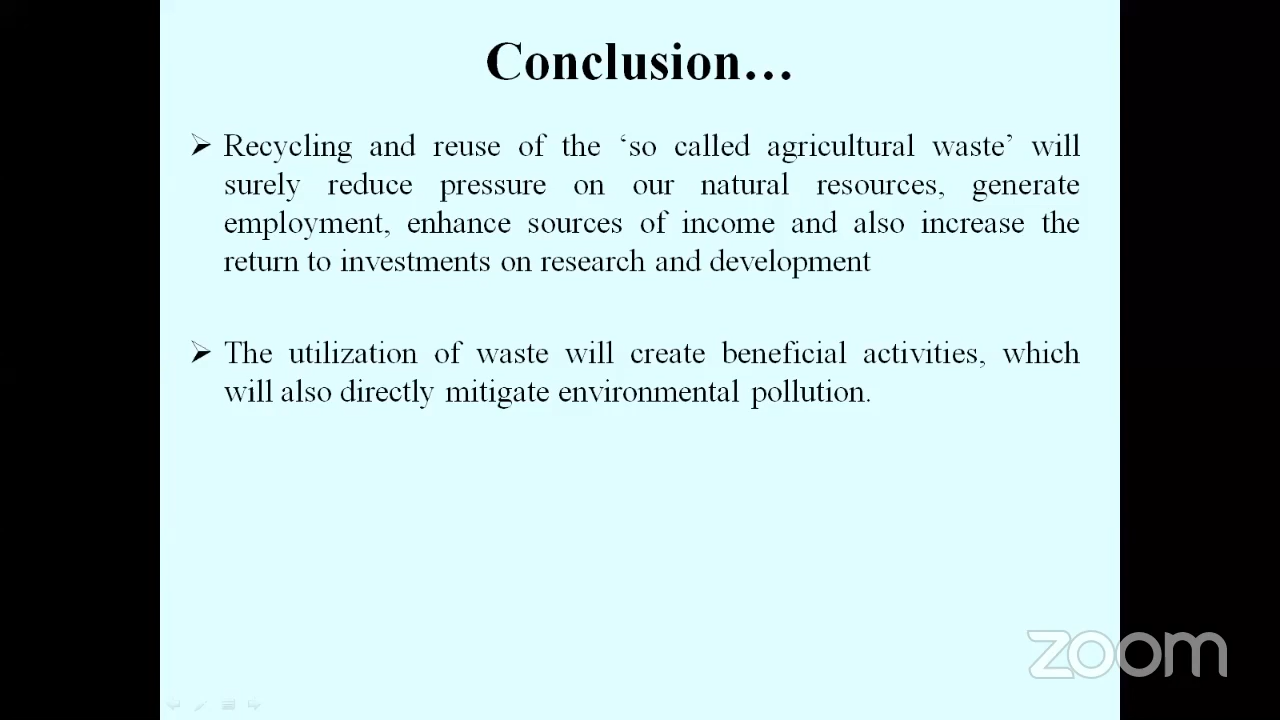 Conclusion…
➢ Recycling and reuse of the ‘so called agricultural waste’ will
surely reduce pressure on our natural resources, generate
employment, enhance sources of income and also increase the
return to investments on research and development
➢ The utilization of waste will create beneficial activities, which
will also directly mitigate environmental pollution.
zoom